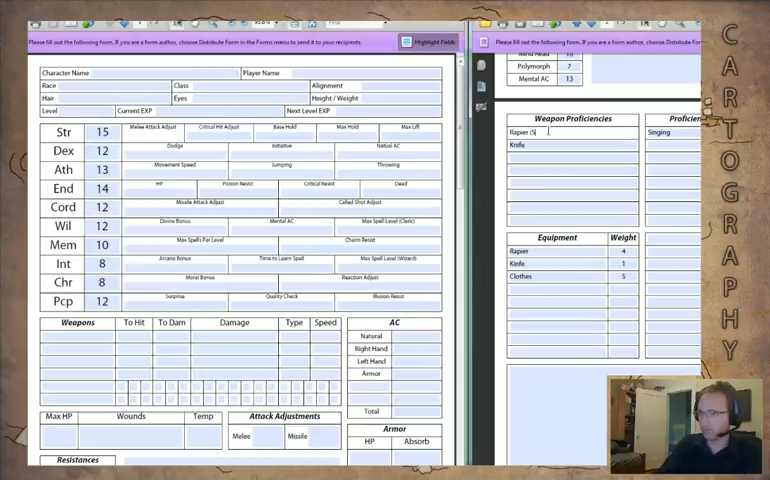 Please fill out the following form. If you are a form author, choose Distribute Form in the Forms menu to send it to your recipients.
Highlight Fields
Character Name Player Name
Race Class Alignment
Hair Eyes Height / Weight
Level Current EXP Next Level EXP
Str 15 Melee Attack Adjust Critical Hit Adjust Base Hold Max Hold Max Lift
Dex 12 Dodge Initiative Natual AC
Ath 13 Movement Speed Jumping Throwing
End 14 HP Poison Resist Critical Resist Dead
Cord 12 Missile Attack Adjust Called Shot Adjust
Wil 12 Divine Bonus Mental AC Max Spell Level (Cleric)
Mem 10 Max Spells Per Level Charm Resist
Int 8 Arcane Bonus Time to Learn Spell Max Spell Level (Wizard)
Chr 8 Moral Bonus Reaction Adjust
Pcp 12 Surprise Quality Check Illusion Resist
Weapons To Hit To Dam Damage Type Speed
AC
Natural
Right Hand
Left Hand
Armor
Total
Max HP Wounds Temp
Attack Adjustments
Melee Missile
Armor
HP Absorb
Resistances
Please fill out the following form. If you are a form author, choose Distribute Form
Polymorph 7
Mental AC 13
Weapon Proficiencies
Rapier (S
Knife
Proficien
Singing
Equipment Weight
Rapier 4
Kinfe 1
Clothes 5
CARTOGRAPHY